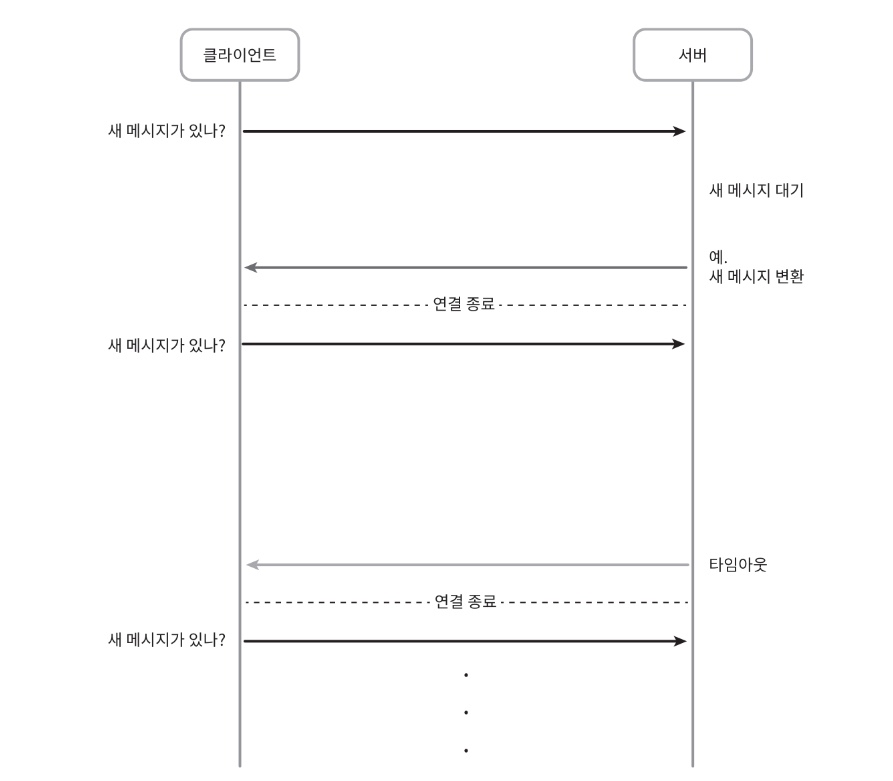 클라이언트
서버
새 메시지가 있나?
새 메시지 대기
예.
새 메시지 변환
연결 종료
새 메시지가 있나?
타임아웃
연결 종료
새 메시지가 있나?